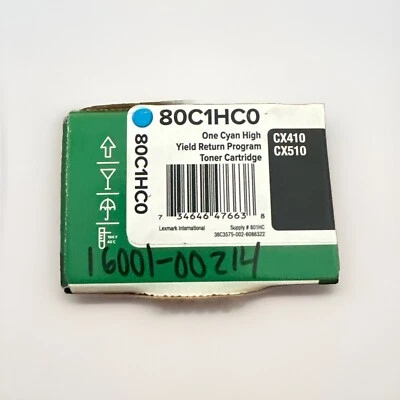 80C1HC0
One Cyan High
Yield Return Program
Toner Cartridge
CX410
CX510
80C1HC0
7 34646 47663 8
Lexmark International
Supply # 801HC
16001-00214